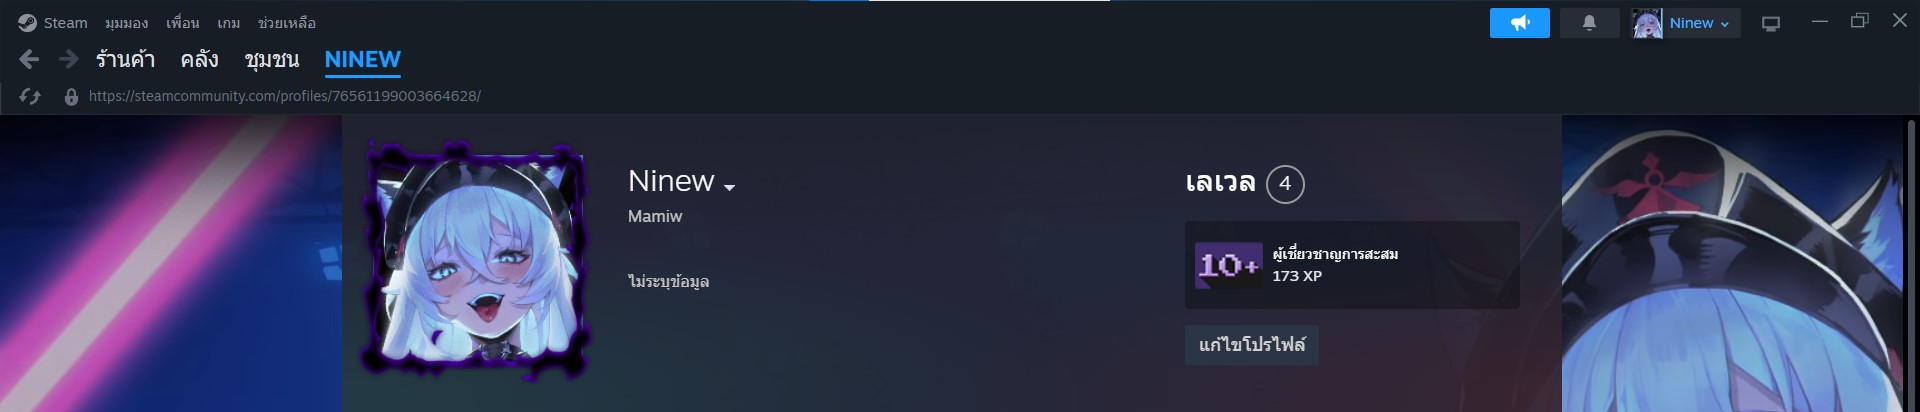 Steam มุมมอง เพื่อน เกม ช่วยเหลือ
Ninew
ร้านค้า คลัง ชุมชน NINEW
https://steamcommunity.com/profiles/76561199003664628/
Ninew
Mamiw
ไม่ระบุข้อมูล
เลเวล 4
10+
ผู้เชี่ยวชาญการสะสม
173 XP
แก้ไขโปรไฟล์